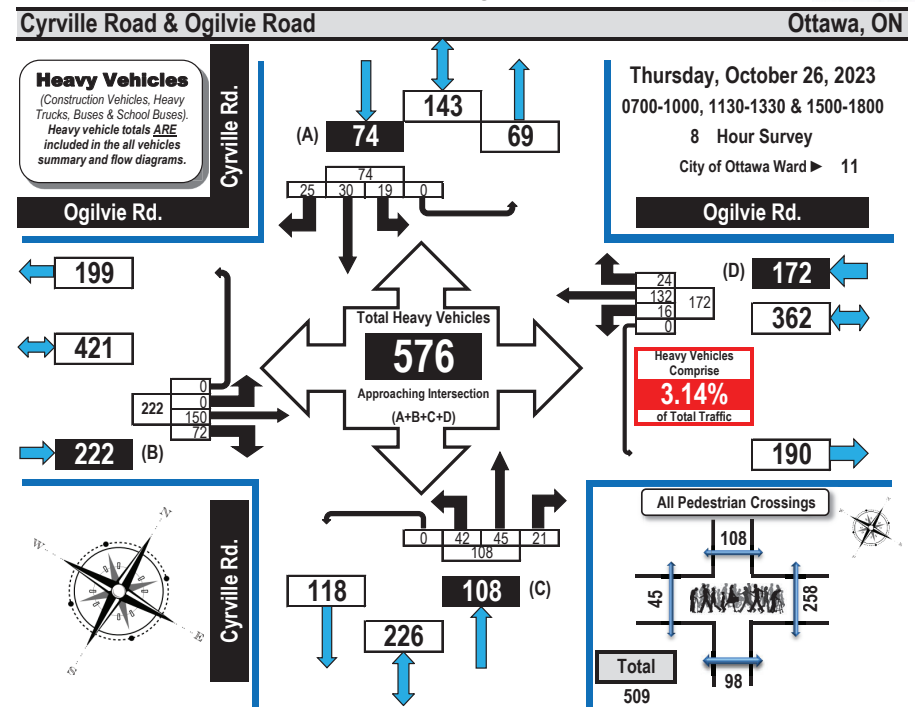 Cyrville Road & Ogilvie Road
Ottawa, ON
Heavy Vehicles
(Construction Vehicles, Heavy
Trucks, Buses & School Buses).
Heavy vehicle totals ARE
included in the all vehicles
summary and flow diagrams.
Cyrville Rd.
Ogilvie Rd.
(A)
74
143
69
74
25 30 19 0
Thursday, October 26, 2023
0700-1000, 1130-1330 & 1500-1800
8 Hour Survey
City of Ottawa Ward ► 11
Ogilvie Rd.
199
421
222
0
0
150
72
222
(B)
Total Heavy Vehicles
576
Approaching Intersection
(A+B+C+D)
24
132
16
0
172
(D)
172
362
Heavy Vehicles
Comprise
3.14%
of Total Traffic
190
N
W
E
S
Cyrville Rd.
0 42 45 21
108
118
108
(C)
226
All Pedestrian Crossings
108
45
258
98
Total
509